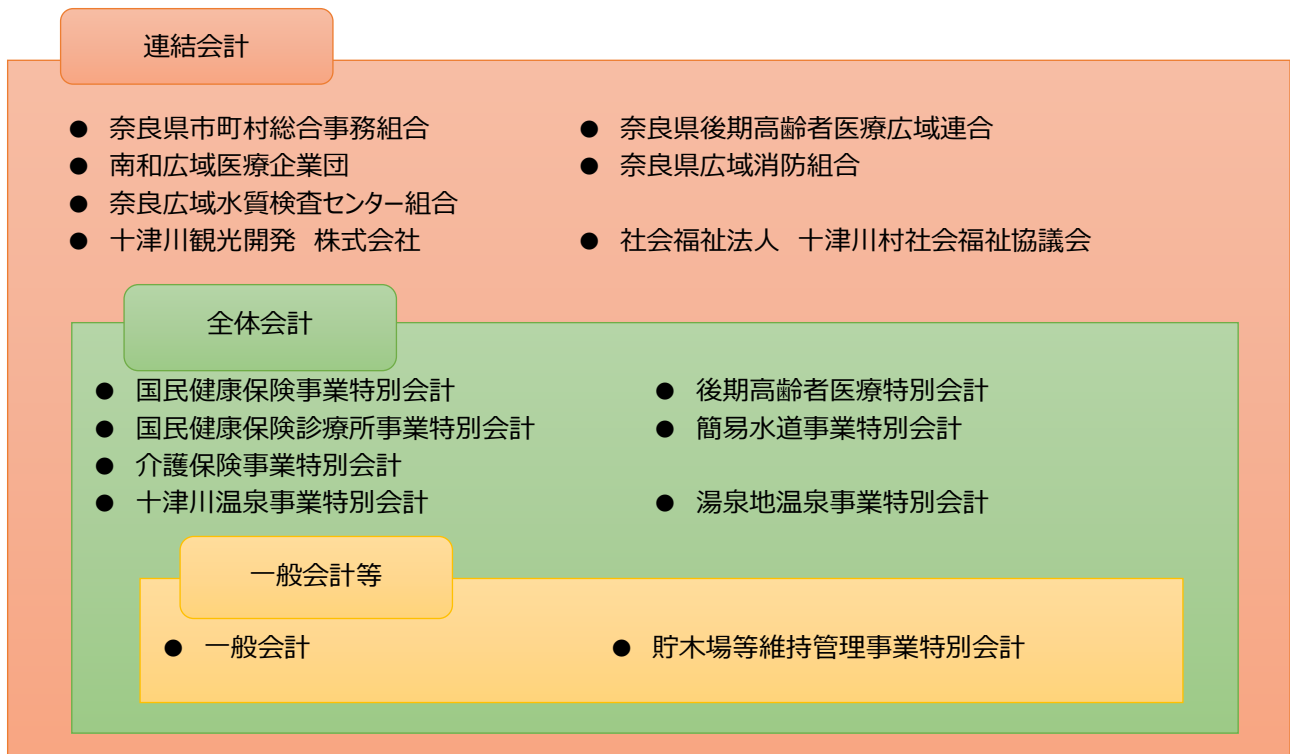 連結会計
● 奈良県市町村総合事務組合 ● 奈良県後期高齢者医療広域連合
● 南和広域医療企業団 ● 奈良県広域消防組合
● 奈良広域水質検査センター組合
● 十津川観光開発 株式会社 ● 社会福祉法人 十津川村社会福祉協議会
全体会計
● 国民健康保険事業特別会計 ● 後期高齢者医療特別会計
● 国民健康保険診療所事業特別会計 ● 簡易水道事業特別会計
● 介護保険事業特別会計
● 十津川温泉事業特別会計 ● 湯泉地温泉事業特別会計
一般会計等
● 一般会計 ● 貯木場等維持管理事業特別会計